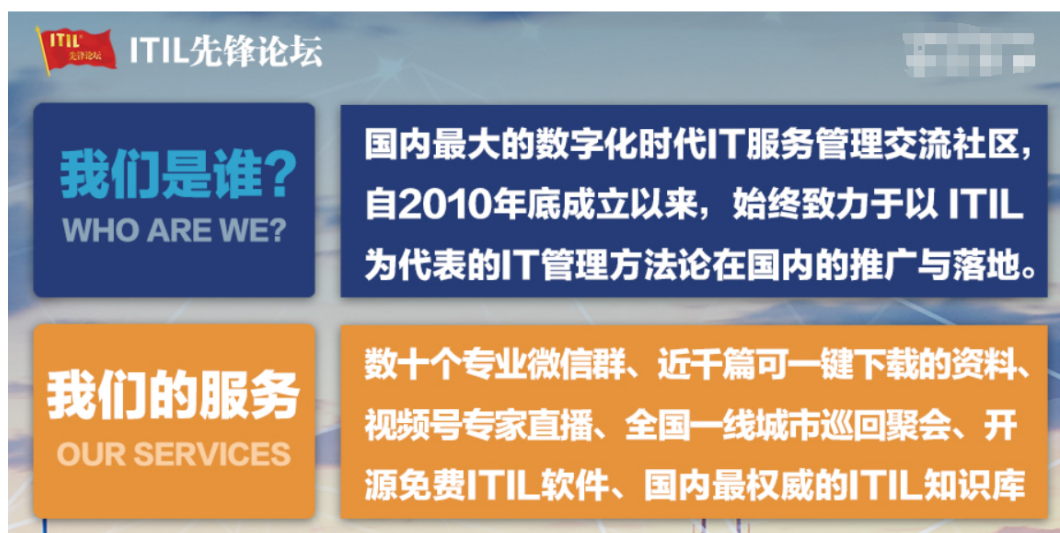 ITIL
先锋论坛
ITIL先锋论坛
我们是谁?
WHO ARE WE?
国内最大的数字化时代IT服务管理交流社区，
自2010年底成立以来，始终致力于以 ITIL
为代表的IT管理方法论在国内的推广与落地。
我们的服务
OUR SERVICES
数十个专业微信群、近千篇可一键下载的资料、
视频号专家直播、全国一线城市巡回聚会、开
源免费ITIL软件、国内最权威的ITIL知识库